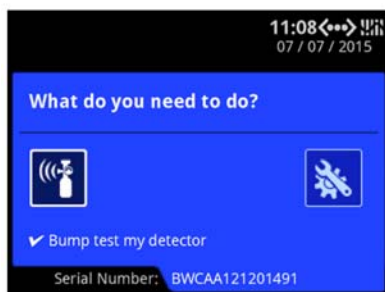 11:08
07 / 07 / 2015
What do you need to do?
✔ Bump test my detector
Serial Number: BWCAA121201491